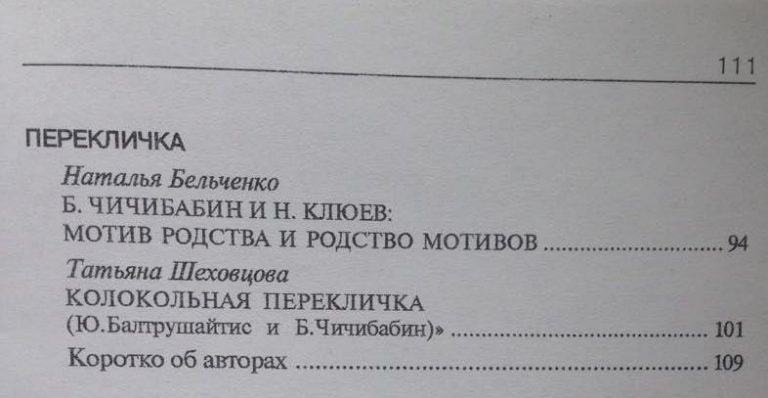 111
ПЕРЕКЛИЧКА
Наталья Бельченко
Б. ЧИЧИБАБИН И Н. КЛЮЕВ:
МОТИВ РОДСТВА И РОДСТВО МОТИВОВ ................................ 94
Татьяна Шеховцова
КОЛОКОЛЬНАЯ ПЕРЕКЛИЧКА
(Ю.Балтрушайтис и Б.Чичибабин)» ............................................. 101
Коротко об авторах ......................................................................... 109